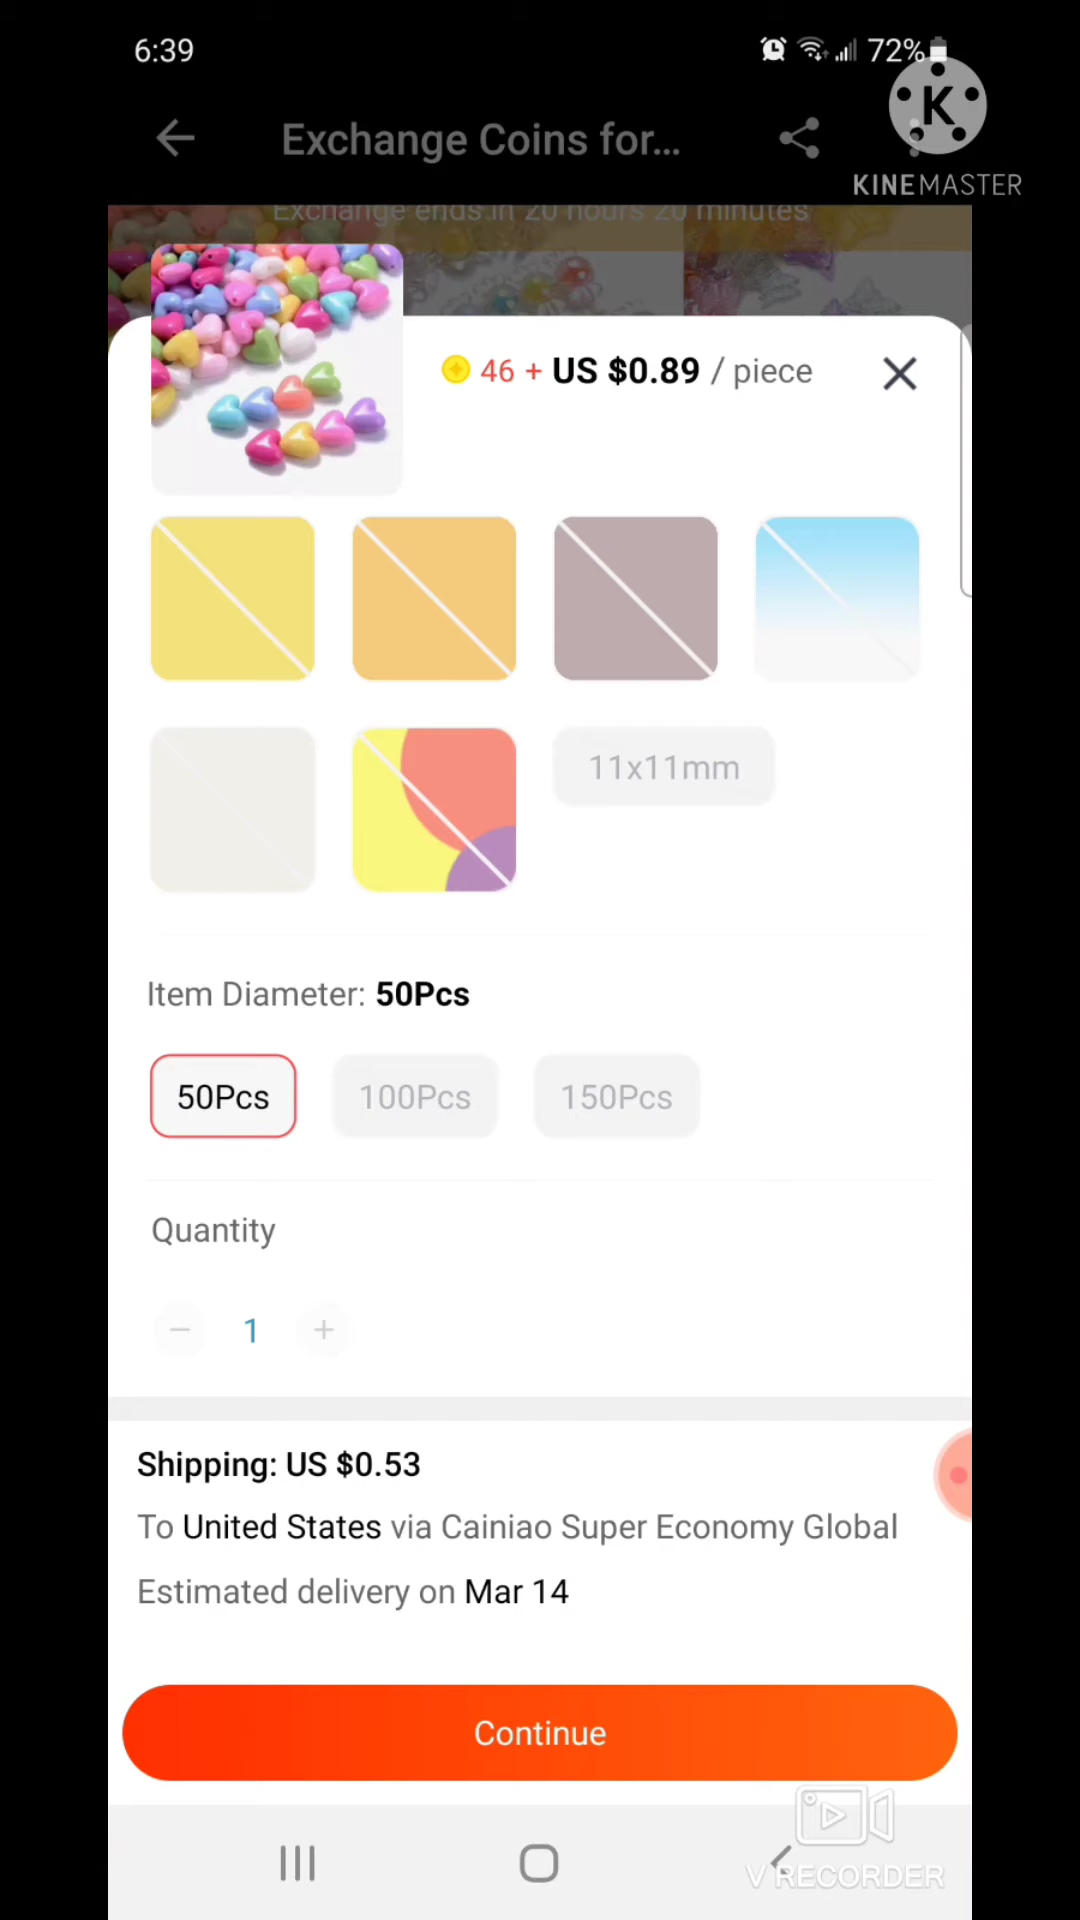 6:39
72%
Exchange Coins for...
KINEMASTER
Exchange ends in 20 hours 20 minutes
46 + US $0.89 / piece
11x11mm
Item Diameter: 50Pcs
50Pcs
100Pcs
150Pcs
Quantity
1
Shipping: US $0.53
To United States via Cainiao Super Economy Global
Estimated delivery on Mar 14
Continue
V RECORDER